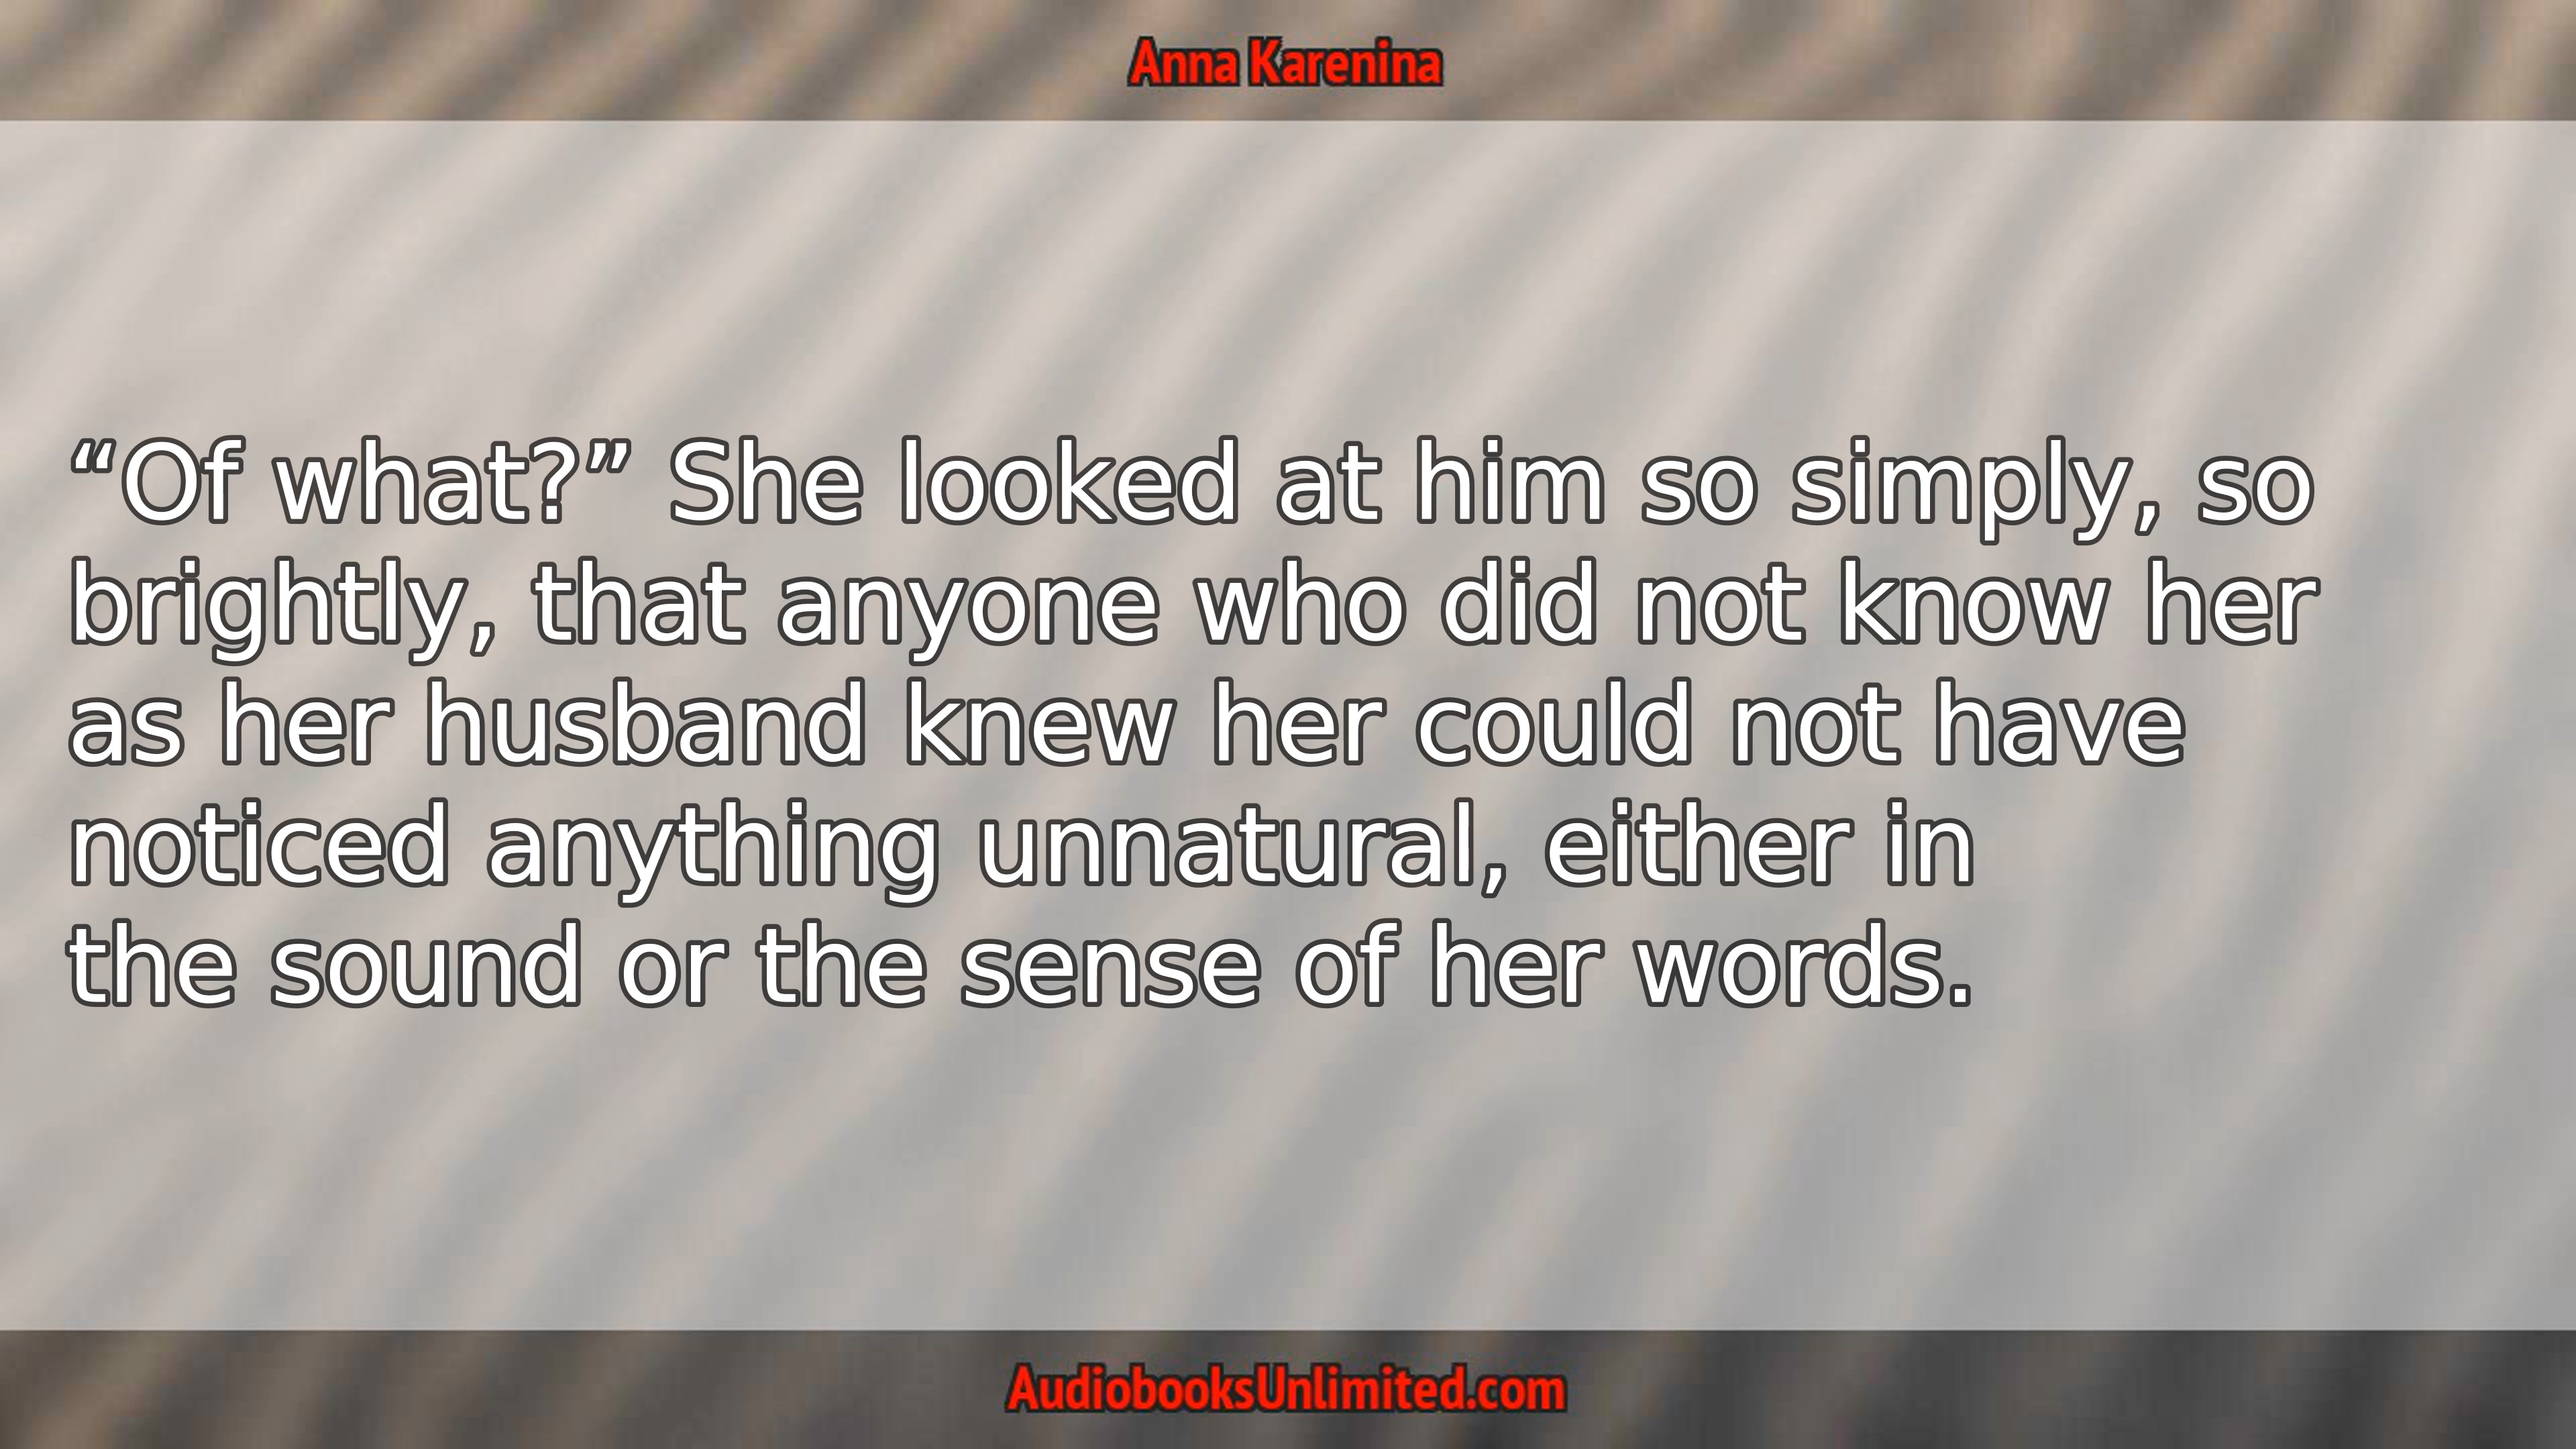 Anna Karenina
“Of what?” She looked at him so simply, so
brightly, that anyone who did not know her
as her husband knew her could not have
noticed anything unnatural, either in
the sound or the sense of her words.
AudiobooksUnlimited.com